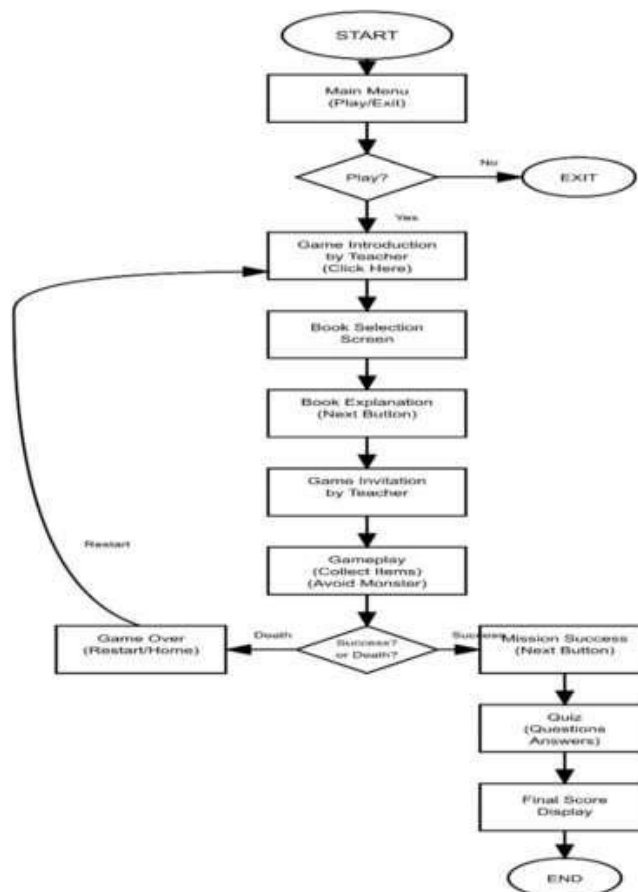 START
Main Menu
(Play/Exit)
Play?
No
EXIT
Yes
Game Introduction
by Teacher
(Click Here)
Book Selection
Screen
Book Explanation
(Next Button)
Game Invitation
by Teacher
Restart
Gameplay
(Collect Items)
(Avoid Monster)
Game Over
(Restart/Home)
Death
Success?
or Death?
Success
Mission Success
(Next Button)
Quiz
(Questions
Answers)
Final Score
Display
END